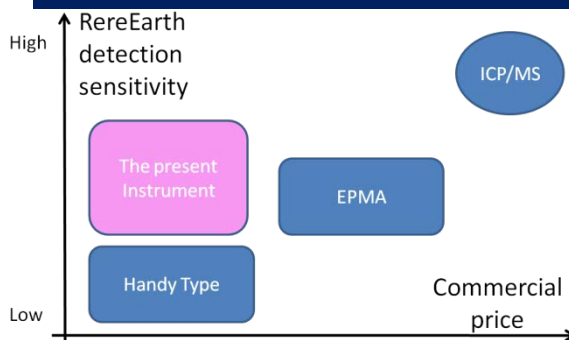 High
RereEarth
detection
sensitivity
ICP/MS
The present
Instrument
EPMA
Handy Type
Low
Commercial
price